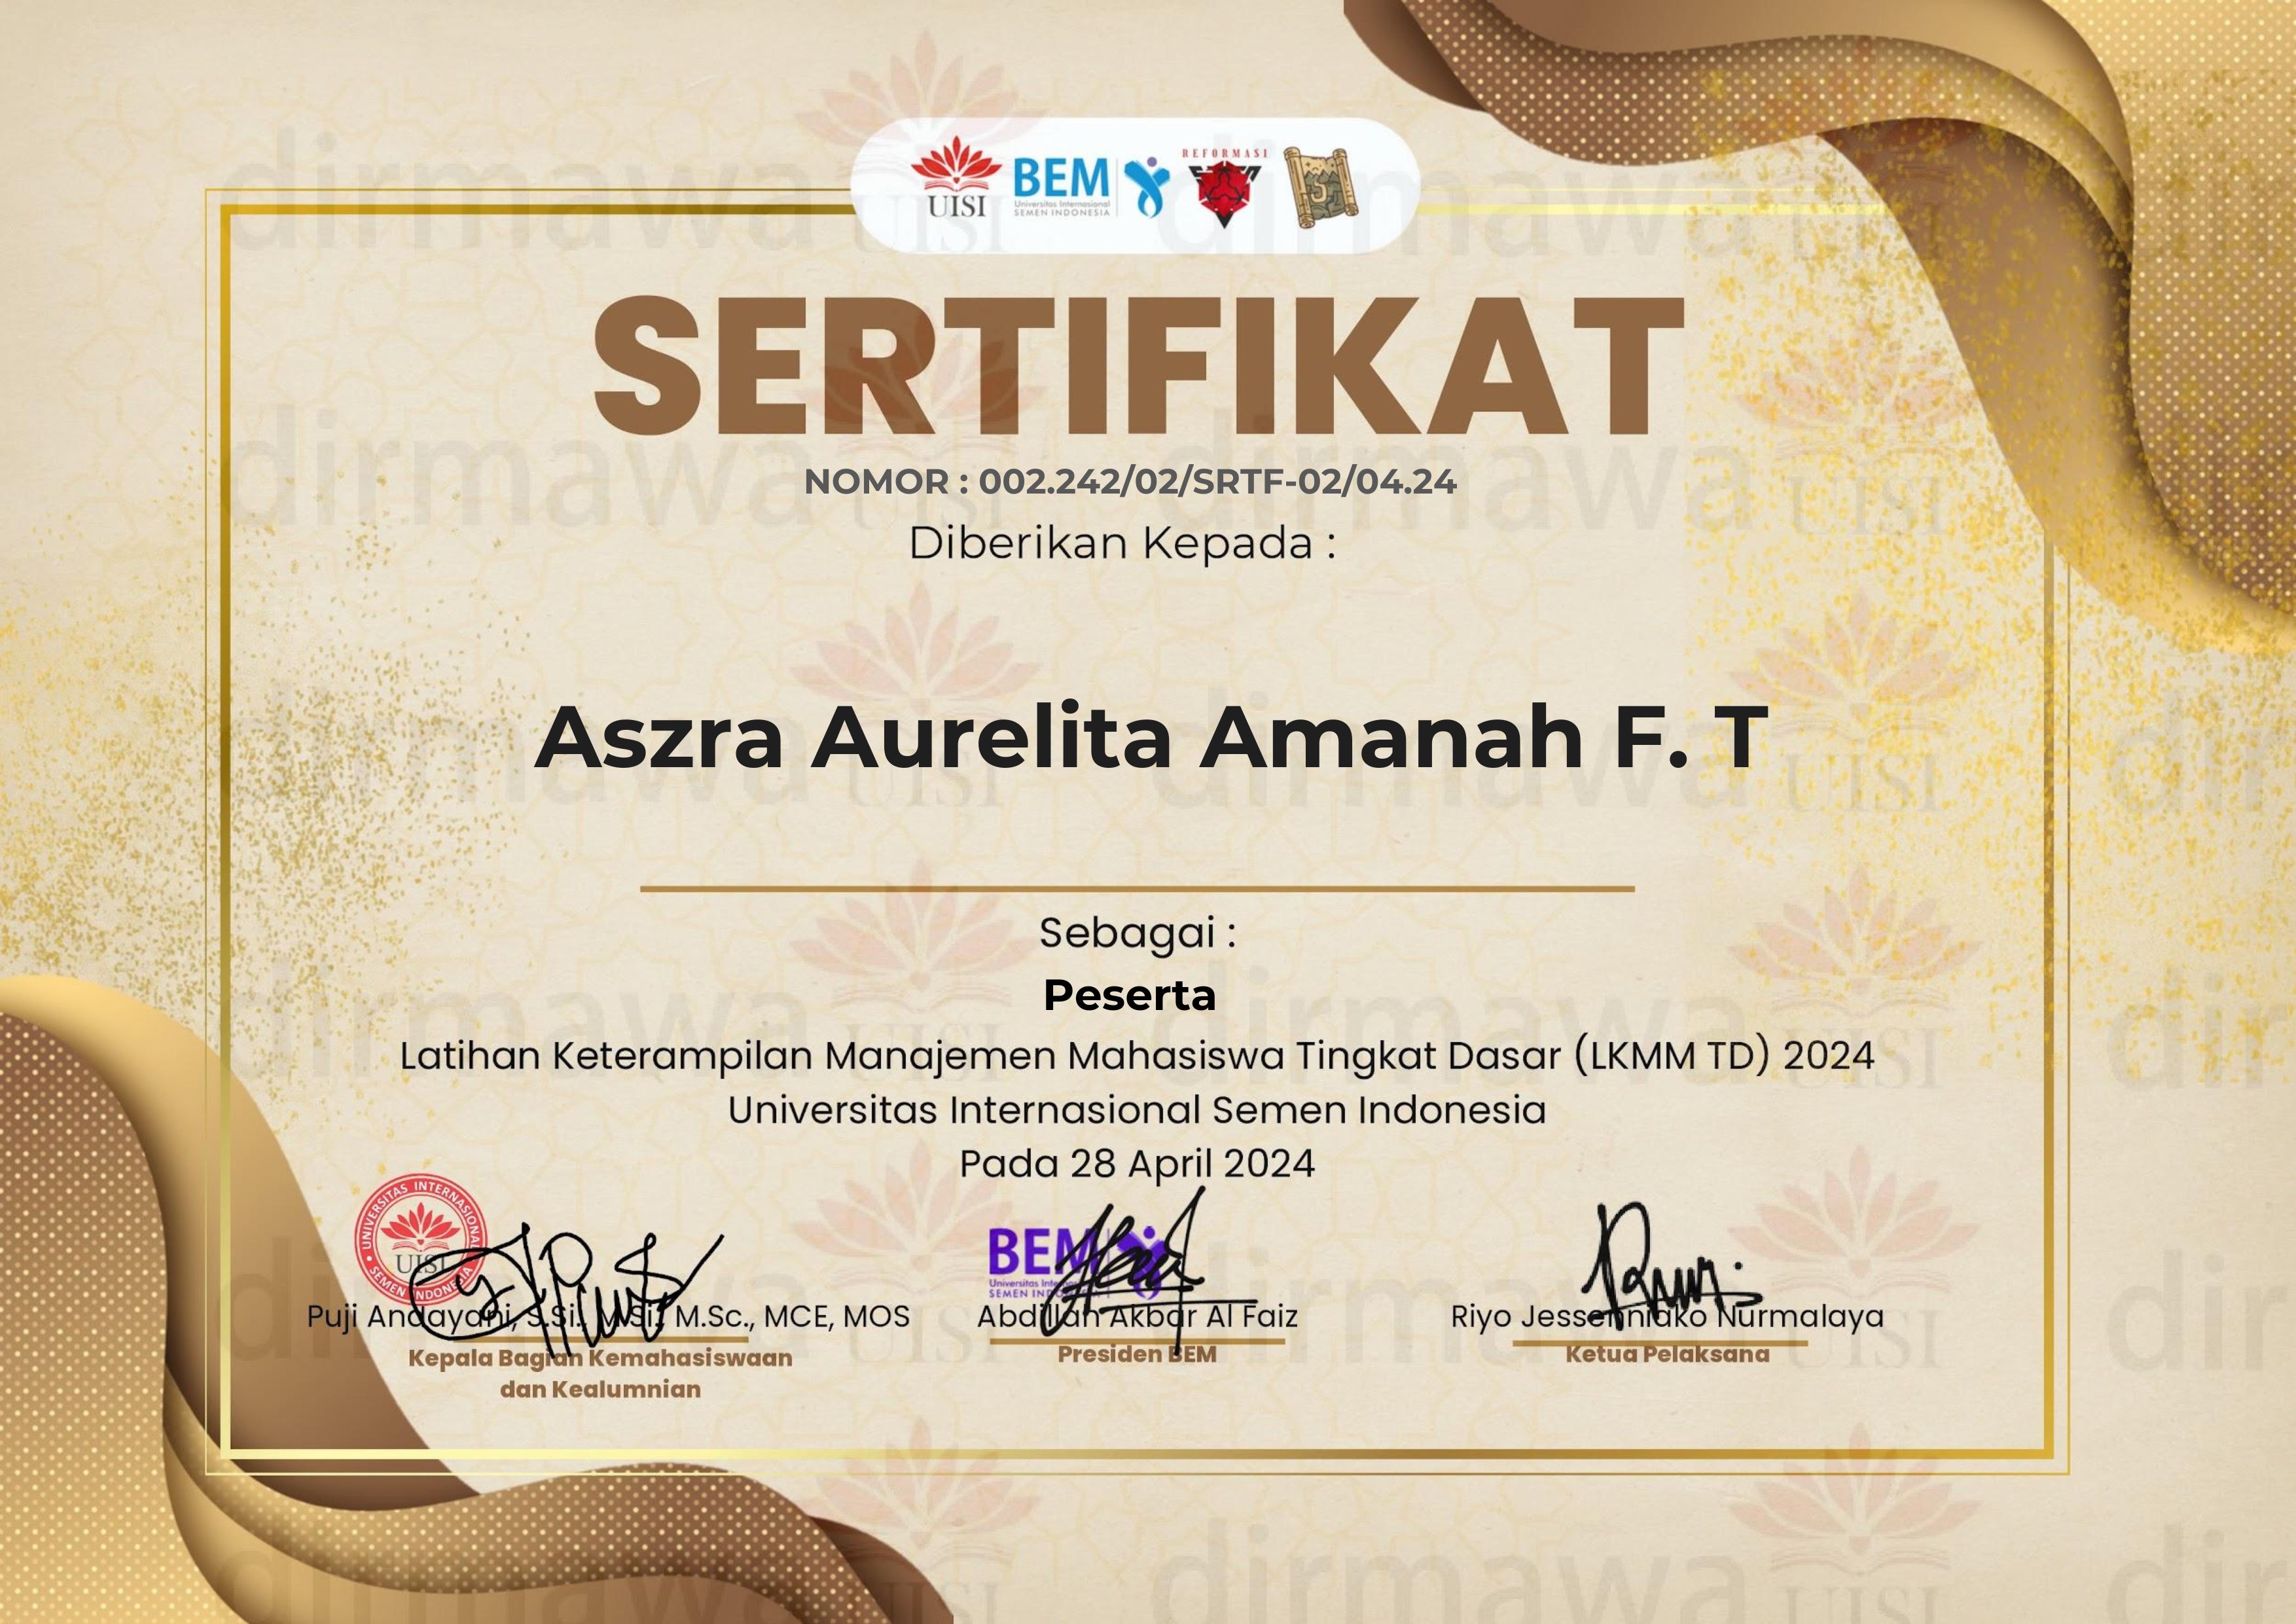 UISI
BEM
Universitas Internasional
SEMEN INDONESIA
REFORMASI
SERTIFIKAT
NOMOR : 002.242/02/SRTF-02/04.24
Diberikan Kepada :
Aszra Aurelita Amanah F. T
Sebagai :
Peserta
Latihan Keterampilan Manajemen Mahasiswa Tingkat Dasar (LKMM TD) 2024
Universitas Internasional Semen Indonesia
Pada 28 April 2024
UNIVERSITAS INTERNASIONAL
UISI
SEMEN INDONESIA
BEM
Universitas
SEMEN
Puji Andayani, S.Si., M.Si., M.Sc., MCE, MOS
Kepala Bagian Kemahasiswaan
dan Kealumnian
Abdillah Akbar Al Faiz
Presiden BEM
Riyo Jessenniako Nurmalaya
Ketua Pelaksana
dirmawa UISI